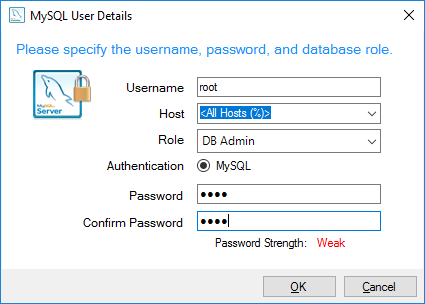 MySQL User Details
Please specify the username, password, and database role.
MySQL
Server
Username root
Host <All Hosts (%)>
Role DB Admin
Authentication MySQL
Password ●●●●
Confirm Password ●●●●
Password Strength: Weak
OK Cancel